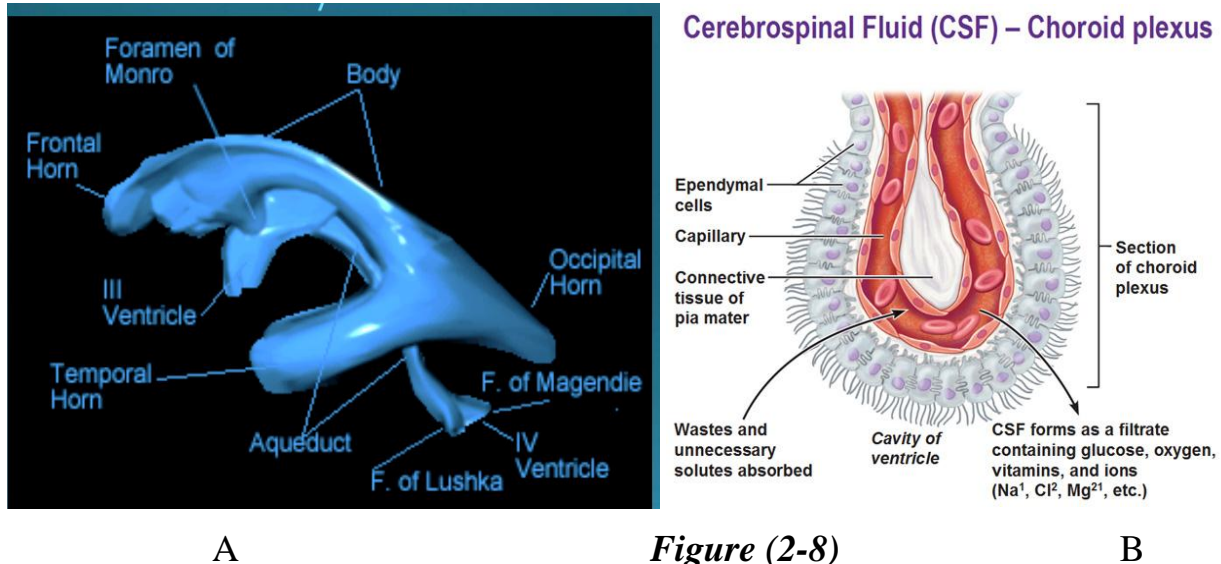 Foramen of
Monro
Body
Frontal
Horn
III
Ventricle
Occipital
Horn
Temporal
Horn
Aqueduct
F. of Magendie
IV
Ventricle
F. of Lushka
Cerebrospinal Fluid (CSF) – Choroid plexus
Ependymal
cells
Capillary
Connective
tissue of
pia mater
Section
of choroid
plexus
Wastes and
unnecessary
solutes absorbed
Cavity of
ventricle
CSF forms as a filtrate
containing glucose, oxygen,
vitamins, and ions
(Na¹, Cl², Mg²¹, etc.)
A Figure (2-8) B